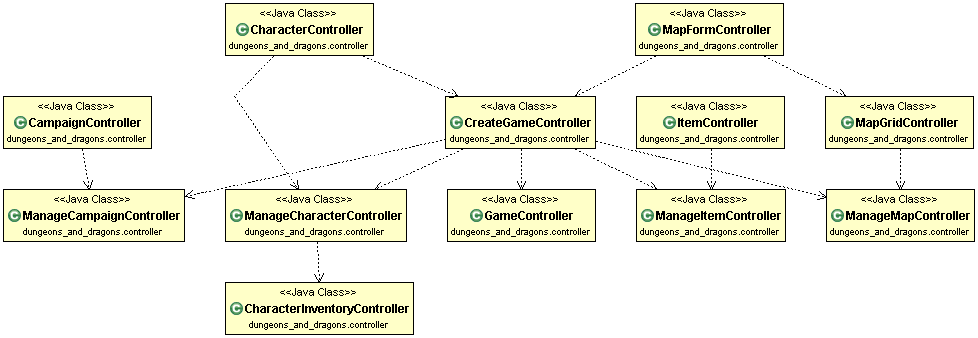 <<Java Class>>
CharacterController
dungeons_and_dragons.controller
<<Java Class>>
MapFormController
dungeons_and_dragons.controller
<<Java Class>>
CampaignController
dungeons_and_dragons.controller
<<Java Class>>
CreateGameController
dungeons_and_dragons.controller
<<Java Class>>
ItemController
dungeons_and_dragons.controller
<<Java Class>>
MapGridController
dungeons_and_dragons.controller
<<Java Class>>
ManageCampaignController
dungeons_and_dragons.controller
<<Java Class>>
ManageCharacterController
dungeons_and_dragons.controller
<<Java Class>>
GameController
dungeons_and_dragons.controller
<<Java Class>>
ManageItemController
dungeons_and_dragons.controller
<<Java Class>>
ManageMapController
dungeons_and_dragons.controller
<<Java Class>>
CharacterInventoryController
dungeons_and_dragons.controller